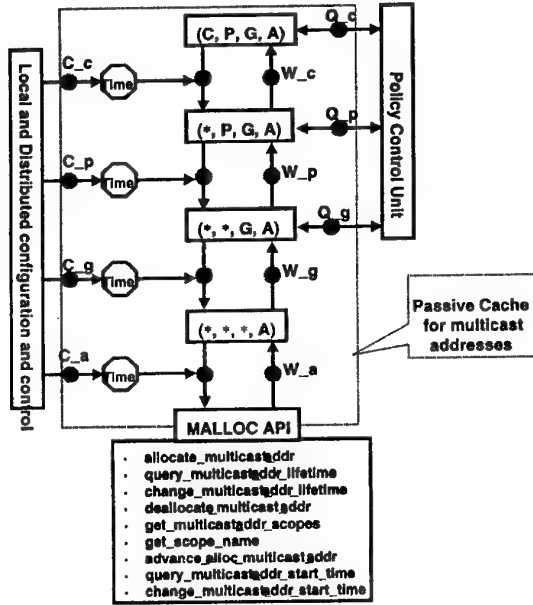 (C, P, G, A)
Q_c
C_c
Time
W_c
(*, P, G, A)
Q_p
C_p
Time
W_p
(*, *, G, A)
Q_g
C_g
Time
W_g
(*, *, *, A)
C_a
Time
W_a
Local and Distributed configuration and control
Policy Control Unit
Passive Cache
for multicast
addresses
MALLOC API
· allocate_multicastaddr
· query_multicastaddr_lifetime
· change_multicastaddr_lifetime
· deallocate_multicastaddr
· get_multicastaddr_scopes
· get_scope_name
· advance_alloc_multicast_addr
· query_multicastaddr_start_time
· change_multicastaddr_start_time